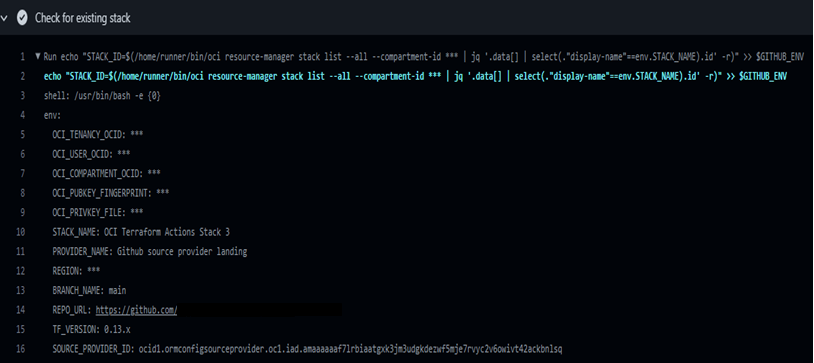 Check for existing stack
1 ▼ Run echo "STACK_ID=$(/home/runner/bin/oci resource-manager stack list --all --compartment-id *** | jq '.data[] | select(."display-name"==env.STACK_NAME).id' -r)" >> $GITHUB_ENV
2 echo "STACK_ID=$(/home/runner/bin/oci resource-manager stack list --all --compartment-id *** | jq '.data[] | select(."display-name"==env.STACK_NAME).id' -r)" >> $GITHUB_ENV
3 shell: /usr/bin/bash -e {0}
4 env:
5 OCI_TENANCY_OCID: ***
6 OCI_USER_OCID: ***
7 OCI_COMPARTMENT_OCID: ***
8 OCI_PUBKEY_FINGERPRINT: ***
9 OCI_PRIVKEY_FILE: ***
10 STACK_NAME: OCI Terraform Actions Stack 3
11 PROVIDER_NAME: Github source provider landing
12 REGION: ***
13 BRANCH_NAME: main
14 REPO_URL: https://github.com/
15 TF_VERSION: 0.13.x
16 SOURCE_PROVIDER_ID: ocid1.ormconfigsourceprovider.oc1.iad.amaaaaaaf7lrbiaatgxk3jm3udgkdezwf5mje7rvyc2v6owivt42ackbnlsq